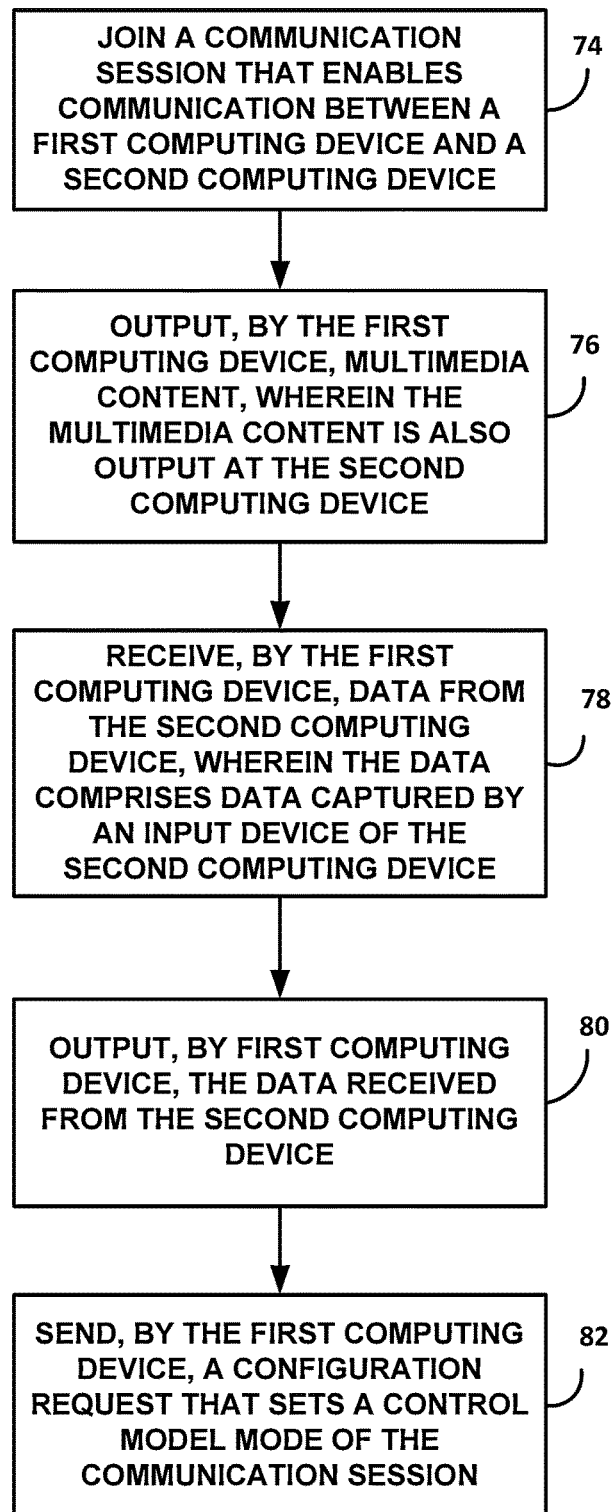 JOIN A COMMUNICATION
SESSION THAT ENABLES
COMMUNICATION BETWEEN A
FIRST COMPUTING DEVICE AND A
SECOND COMPUTING DEVICE
74
OUTPUT, BY THE FIRST
COMPUTING DEVICE, MULTIMEDIA
CONTENT, WHEREIN THE
MULTIMEDIA CONTENT IS ALSO
OUTPUT AT THE SECOND
COMPUTING DEVICE
76
RECEIVE, BY THE FIRST
COMPUTING DEVICE, DATA FROM
THE SECOND COMPUTING
DEVICE, WHEREIN THE DATA
COMPRISES DATA CAPTURED BY
AN INPUT DEVICE OF THE
SECOND COMPUTING DEVICE
78
OUTPUT, BY FIRST COMPUTING
DEVICE, THE DATA RECEIVED
FROM THE SECOND COMPUTING
DEVICE
80
SEND, BY THE FIRST COMPUTING
DEVICE, A CONFIGURATION
REQUEST THAT SETS A CONTROL
MODEL MODE OF THE
COMMUNICATION SESSION
82